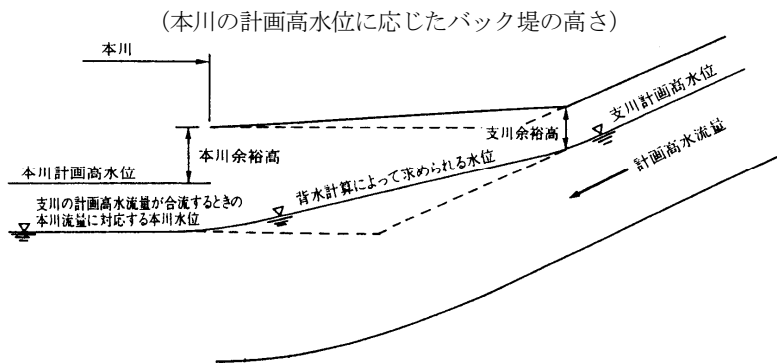 (本川の計画高水位に応じたバック堤の高さ)
本川
支川計画高水位
支川余裕高
本川余裕高
計画高水流量
本川計画高水位
背水計算によって求められる水位
支川の計画高水流量が合流するときの
本川流量に対応する本川水位